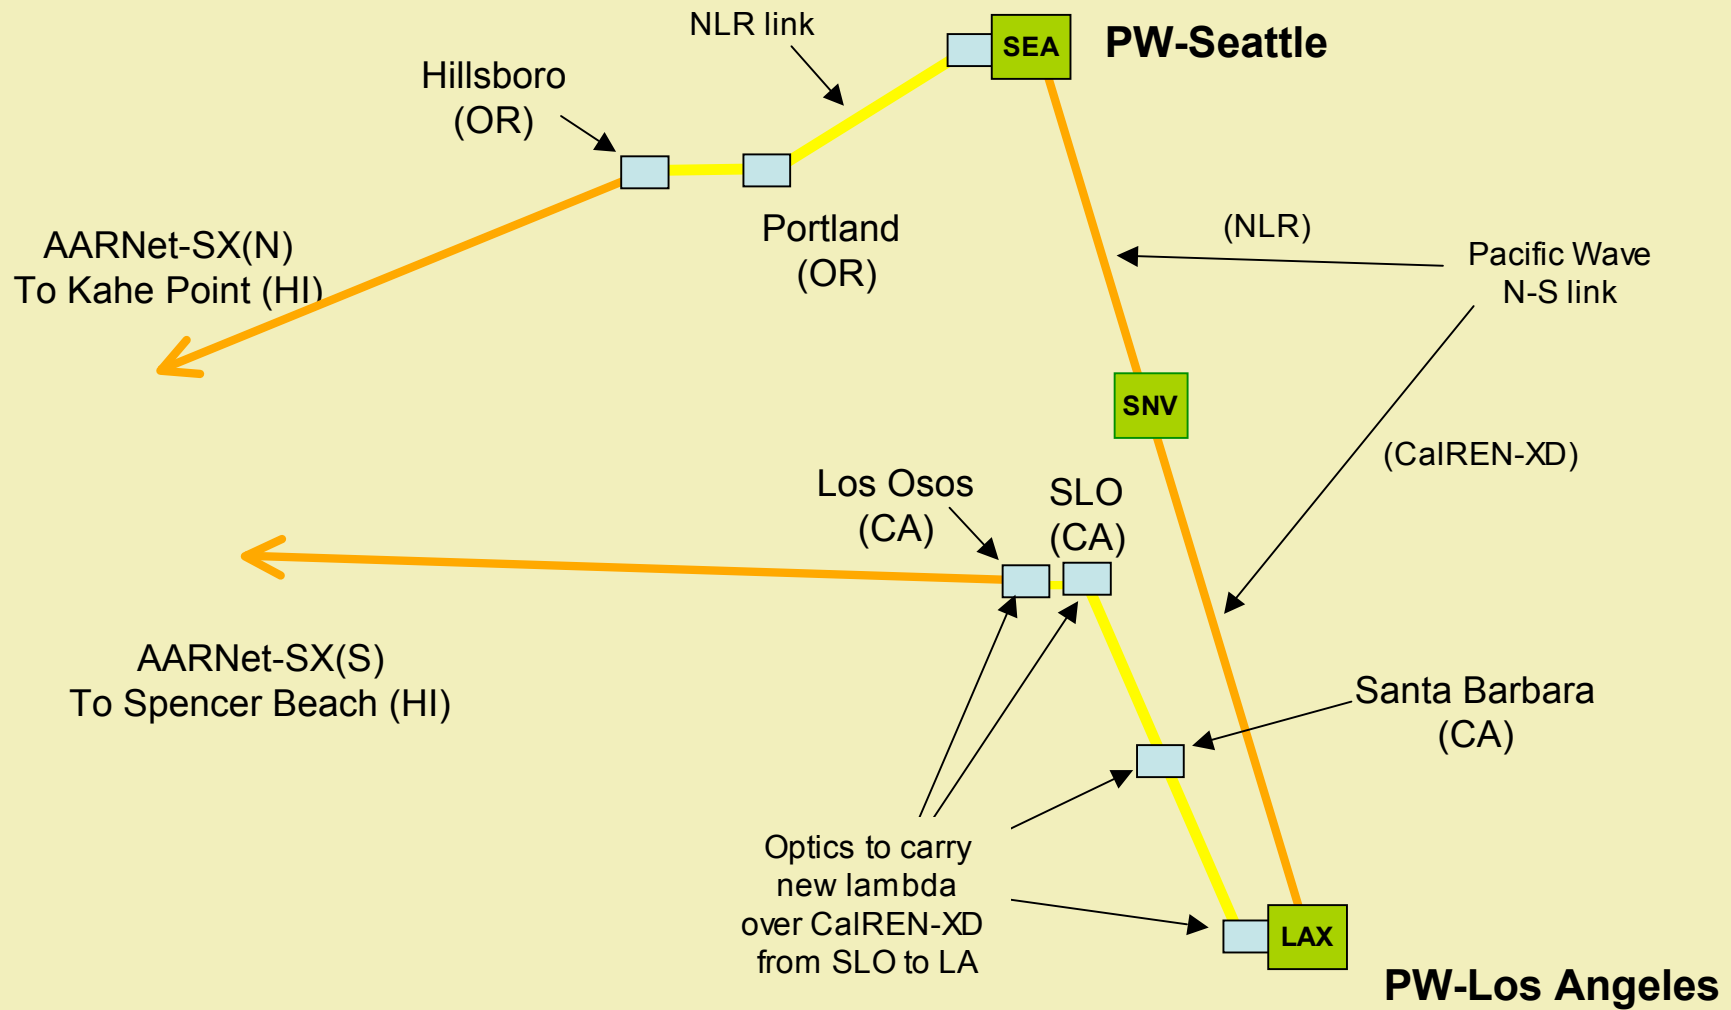 NLR link
SEA
PW-Seattle
Hillsboro
(OR)
Portland
(OR)
AARNet-SX(N)
To Kahe Point (HI)
(NLR)
Pacific Wave
N-S link
SNV
(CalREN-XD)
Los Osos
(CA)
SLO
(CA)
AARNet-SX(S)
To Spencer Beach (HI)
Santa Barbara
(CA)
Optics to carry
new lambda
over CalREN-XD
from SLO to LA
LAX
PW-Los Angeles